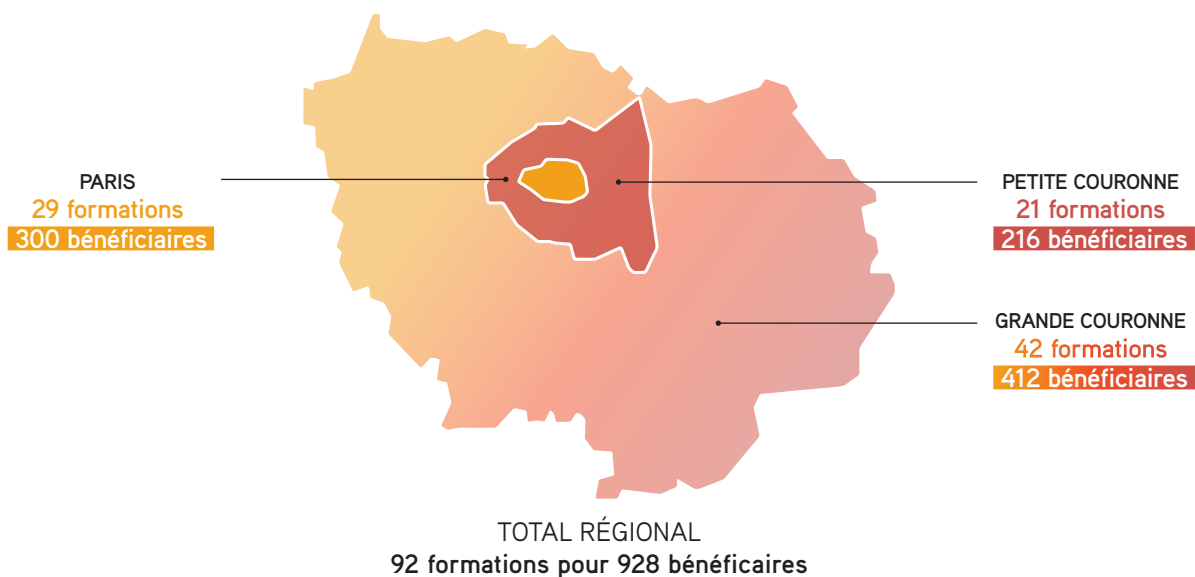 PARIS
29 formations
300 bénéficiaires
PETITE COURONNE
21 formations
216 bénéficiaires
GRANDE COURONNE
42 formations
412 bénéficiaires
TOTAL RÉGIONAL
92 formations pour 928 bénéficaires